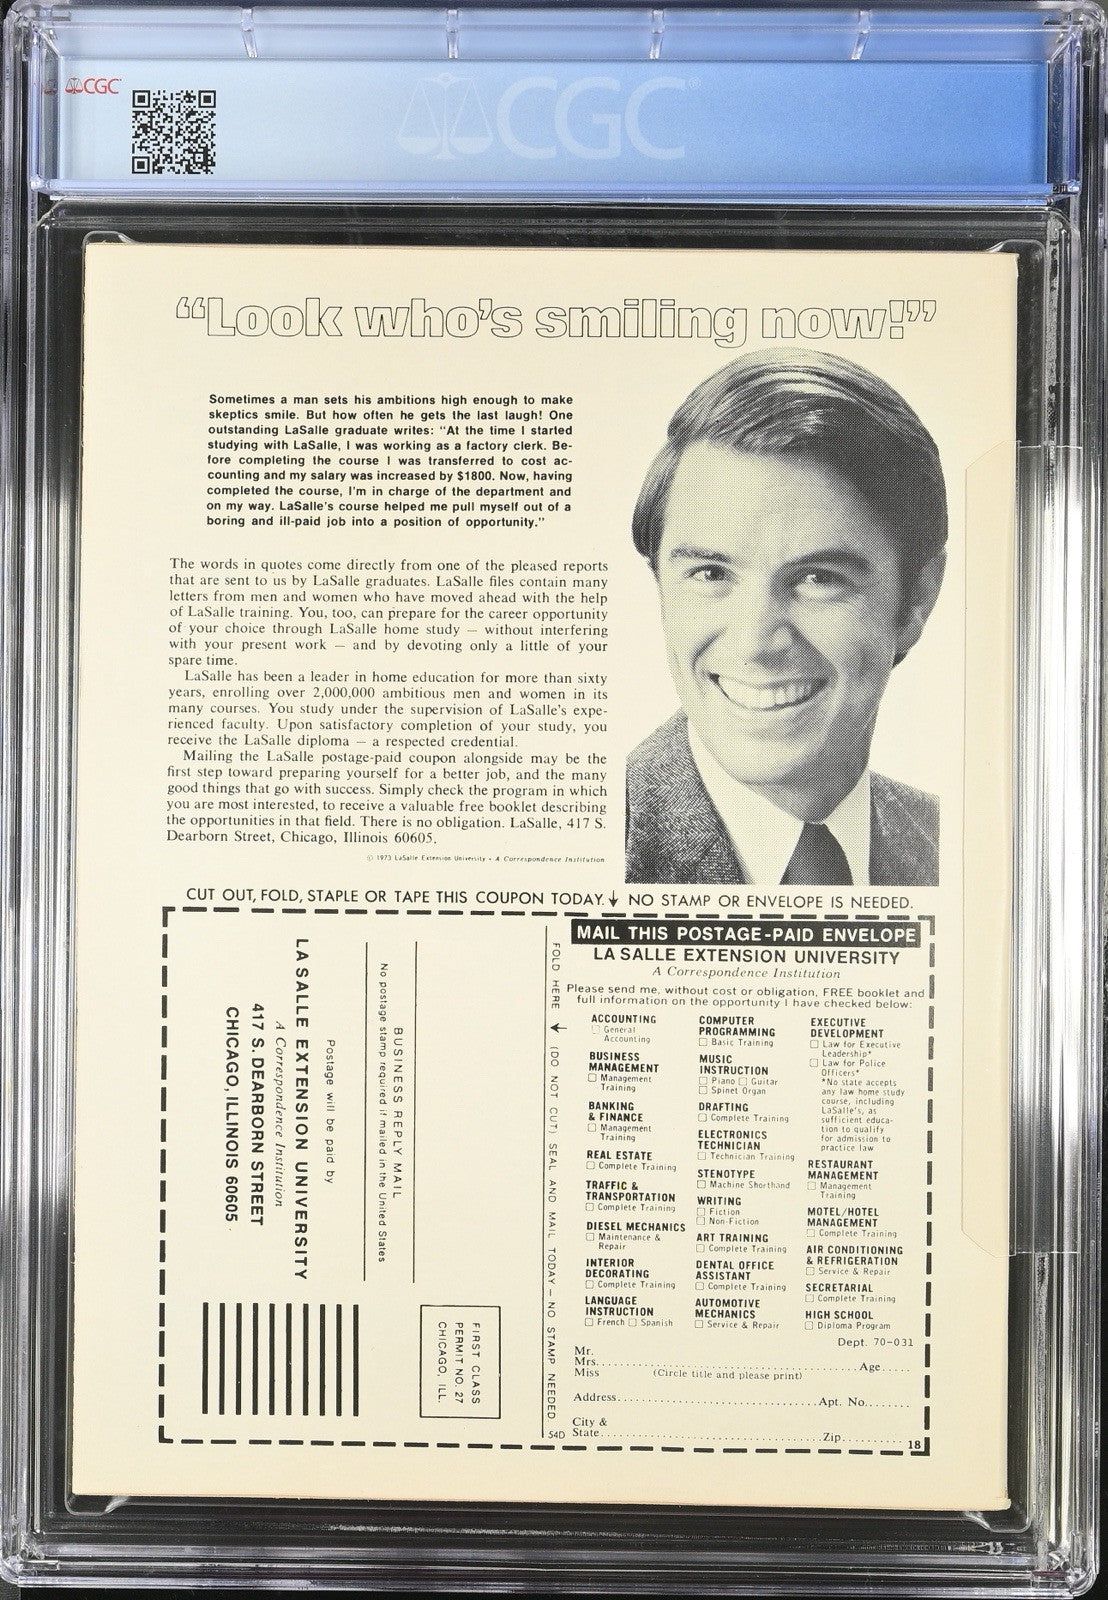 CGC
CGC
“Look who’s smiling now!”
Sometimes a man sets his ambitions high enough to make
skeptics smile. But how often he gets the last laugh! One
outstanding LaSalle graduate writes: “At the time I started
studying with LaSalle, I was working as a factory clerk. Be-
fore completing the course I was transferred to cost ac-
counting and my salary was increased by $1800. Now, having
completed the course, I’m in charge of the department and
on my way. LaSalle’s course helped me pull myself out of a
boring and ill-paid job into a position of opportunity.”
The words in quotes come directly from one of the pleased reports
that are sent to us by LaSalle graduates. LaSalle files contain many
letters from men and women who have moved ahead with the help
of LaSalle training. You, too, can prepare for the career opportunity
of your choice through LaSalle home study — without interfering
with your present work — and by devoting only a little of your
spare time.
LaSalle has been a leader in home education for more than sixty
years, enrolling over 2,000,000 ambitious men and women in its
many courses. You study under the supervision of LaSalle’s expe-
rienced faculty. Upon satisfactory completion of your study, you
receive the LaSalle diploma — a respected credential.
Mailing the LaSalle postage-paid coupon alongside may be the
first step toward preparing yourself for a better job, and the many
good things that go with success. Simply check the program in which
you are most interested, to receive a valuable free booklet describing
the opportunities in that field. There is no obligation. LaSalle, 417 S.
Dearborn Street, Chicago, Illinois 60605.
© 1973 LaSalle Extension University • A Correspondence Institution
CUT OUT, FOLD, STAPLE OR TAPE THIS COUPON TODAY. ↓ NO STAMP OR ENVELOPE IS NEEDED.
LA SALLE EXTENSION UNIVERSITY
A Correspondence Institution
417 S. DEARBORN STREET
CHICAGO, ILLINOIS 60605
Postage will be paid by
BUSINESS REPLY MAIL
No postage stamp required if mailed in the United States
FIRST CLASS
PERMIT NO. 27
CHICAGO, ILL.
FOLD HERE → (DO NOT CUT) SEAL AND MAIL TODAY — NO STAMP NEEDED
54D
MAIL THIS POSTAGE-PAID ENVELOPE
LA SALLE EXTENSION UNIVERSITY
A Correspondence Institution
Please send me, without cost or obligation, FREE booklet and
full information on the opportunity I have checked below:
ACCOUNTING
□ General
Accounting
BUSINESS
MANAGEMENT
□ Management
Training
BANKING
& FINANCE
□ Management
Training
REAL ESTATE
□ Complete Training
TRAFFIC &
TRANSPORTATION
□ Complete Training
DIESEL MECHANICS
□ Maintenance &
Repair
INTERIOR
DECORATING
□ Complete Training
LANGUAGE
INSTRUCTION
□ French □ Spanish
COMPUTER
PROGRAMMING
□ Basic Training
MUSIC
INSTRUCTION
□ Piano □ Guitar
□ Spinet Organ
DRAFTING
□ Complete Training
ELECTRONICS
TECHNICIAN
□ Technician Training
STENOTYPE
□ Machine Shorthand
WRITING
□ Fiction
□ Non-Fiction
ART TRAINING
□ Complete Training
DENTAL OFFICE
ASSISTANT
□ Complete Training
AUTOMOTIVE
MECHANICS
□ Service & Repair
EXECUTIVE
DEVELOPMENT
□ Law for Executive
Leadership*
□ Law for Police
Officers*
*No state accepts
any law home study
course, including
LaSalle’s, as
sufficient educa-
tion to qualify
for admission to
practice law
RESTAURANT
MANAGEMENT
□ Management
Training
MOTEL/HOTEL
MANAGEMENT
□ Complete Training
AIR CONDITIONING
& REFRIGERATION
□ Service & Repair
SECRETARIAL
□ Complete Training
HIGH SCHOOL
□ Diploma Program
Dept. 70-031
Mr.
Mrs. Age
Miss (Circle title and please print)
Address Apt. No.
City &
State Zip
18